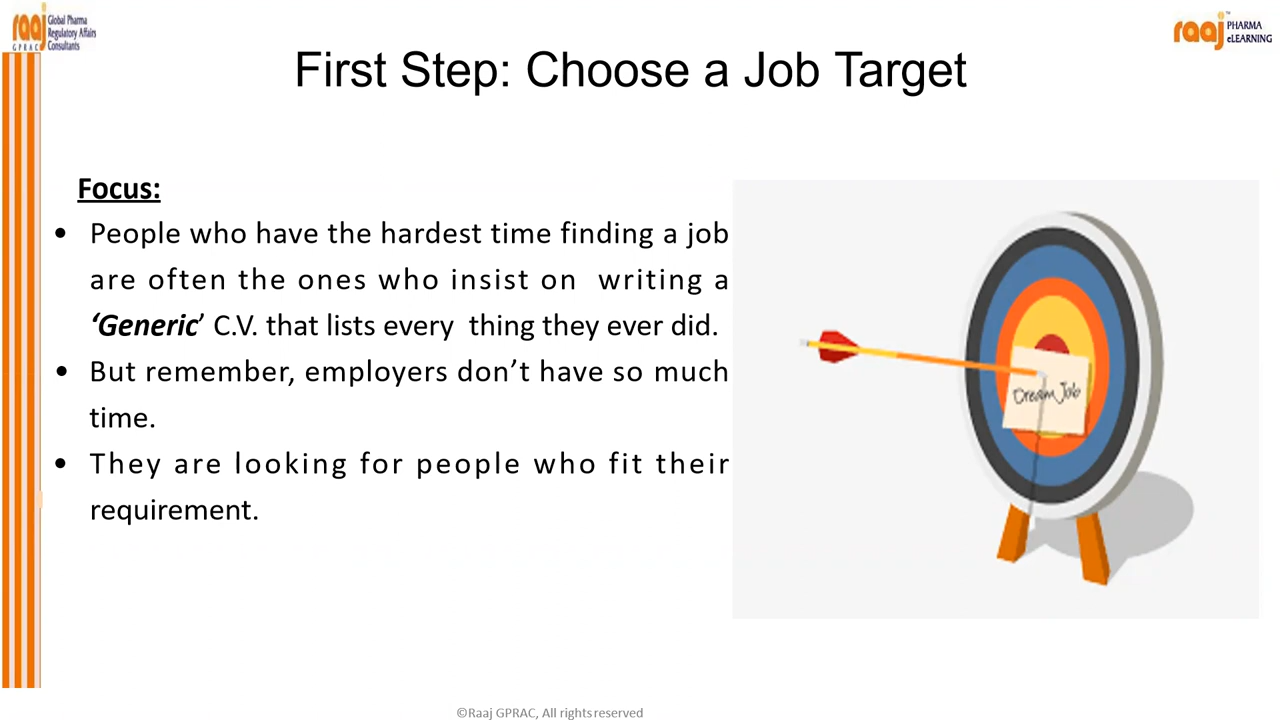 raaj Global Pharma
Regulatory Affairs
GPRAC Consultants
raaj PHARMA
eLEARNING
First Step: Choose a Job Target
Focus:
• People who have the hardest time finding a job
are often the ones who insist on writing a
‘Generic’ C.V. that lists every thing they ever did.
• But remember, employers don’t have so much
time.
• They are looking for people who fit their
requirement.
Dream Job
©Raaj GPRAC, All rights reserved